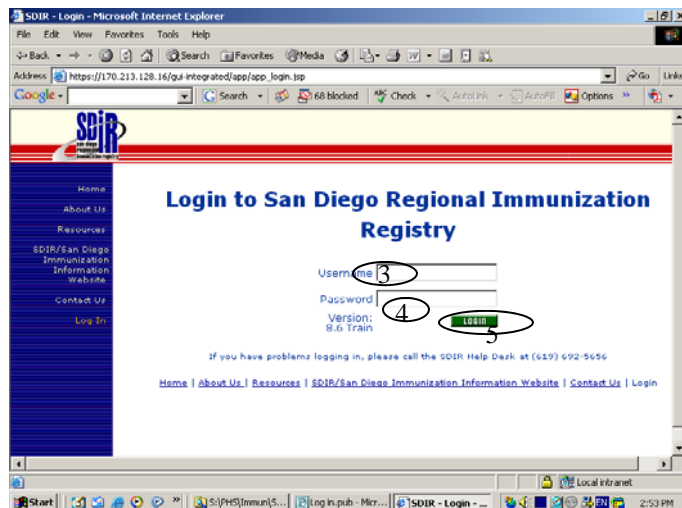 SDIR - Login - Microsoft Internet Explorer
File Edit View Favorites Tools Help
Back Search Favorites Media
Address https://170.213.128.16/gui-integrated/app/app_login.jsp Go Links
Google Search 68 blocked Check AutoLink AutoFill Options
SDIR
Home
About Us
Resources
SDIR/San Diego
Immunization
Information
Website
Contact Us
Log In
Login to San Diego Regional Immunization
Registry
Username 3
Password 4
Version:
8.6 Train
LOGIN
5
If you have problems logging in, please call the SDIR Help Desk at (619) 692-5656
Home | About Us | Resources | SDIR/San Diego Immunization Information Website | Contact Us | Login
Local intranet
Start S:\PHS\Immun\S... Log in.pub - Micr... SDIR - Login - ... EN 2:53 PM